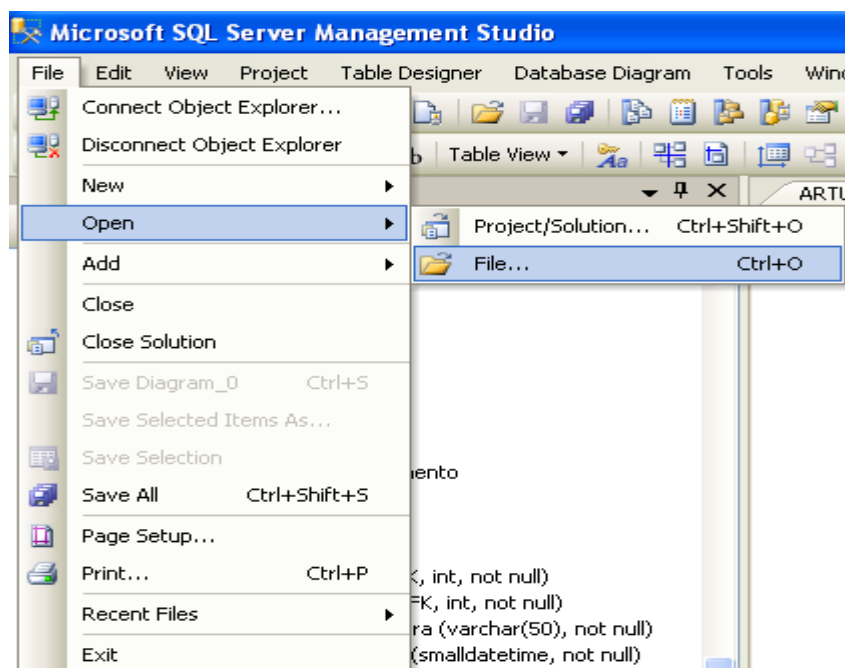 Microsoft SQL Server Management Studio
File Edit View Project Table Designer Database Diagram Tools
Connect Object Explorer...
Disconnect Object Explorer
Table View
New
ARTU
Open
Project/Solution... Ctrl+Shift+O
Add
File... Ctrl+O
Close
Close Solution
Save Diagram_0 Ctrl+S
Save Selected Items As...
Save Selection
iento
Save All Ctrl+Shift+S
Page Setup...
Print... Ctrl+P
, int, not null)
FK, int, not null)
Recent Files
ra (varchar(50), not null)
Exit
(smalldatetime, not null)